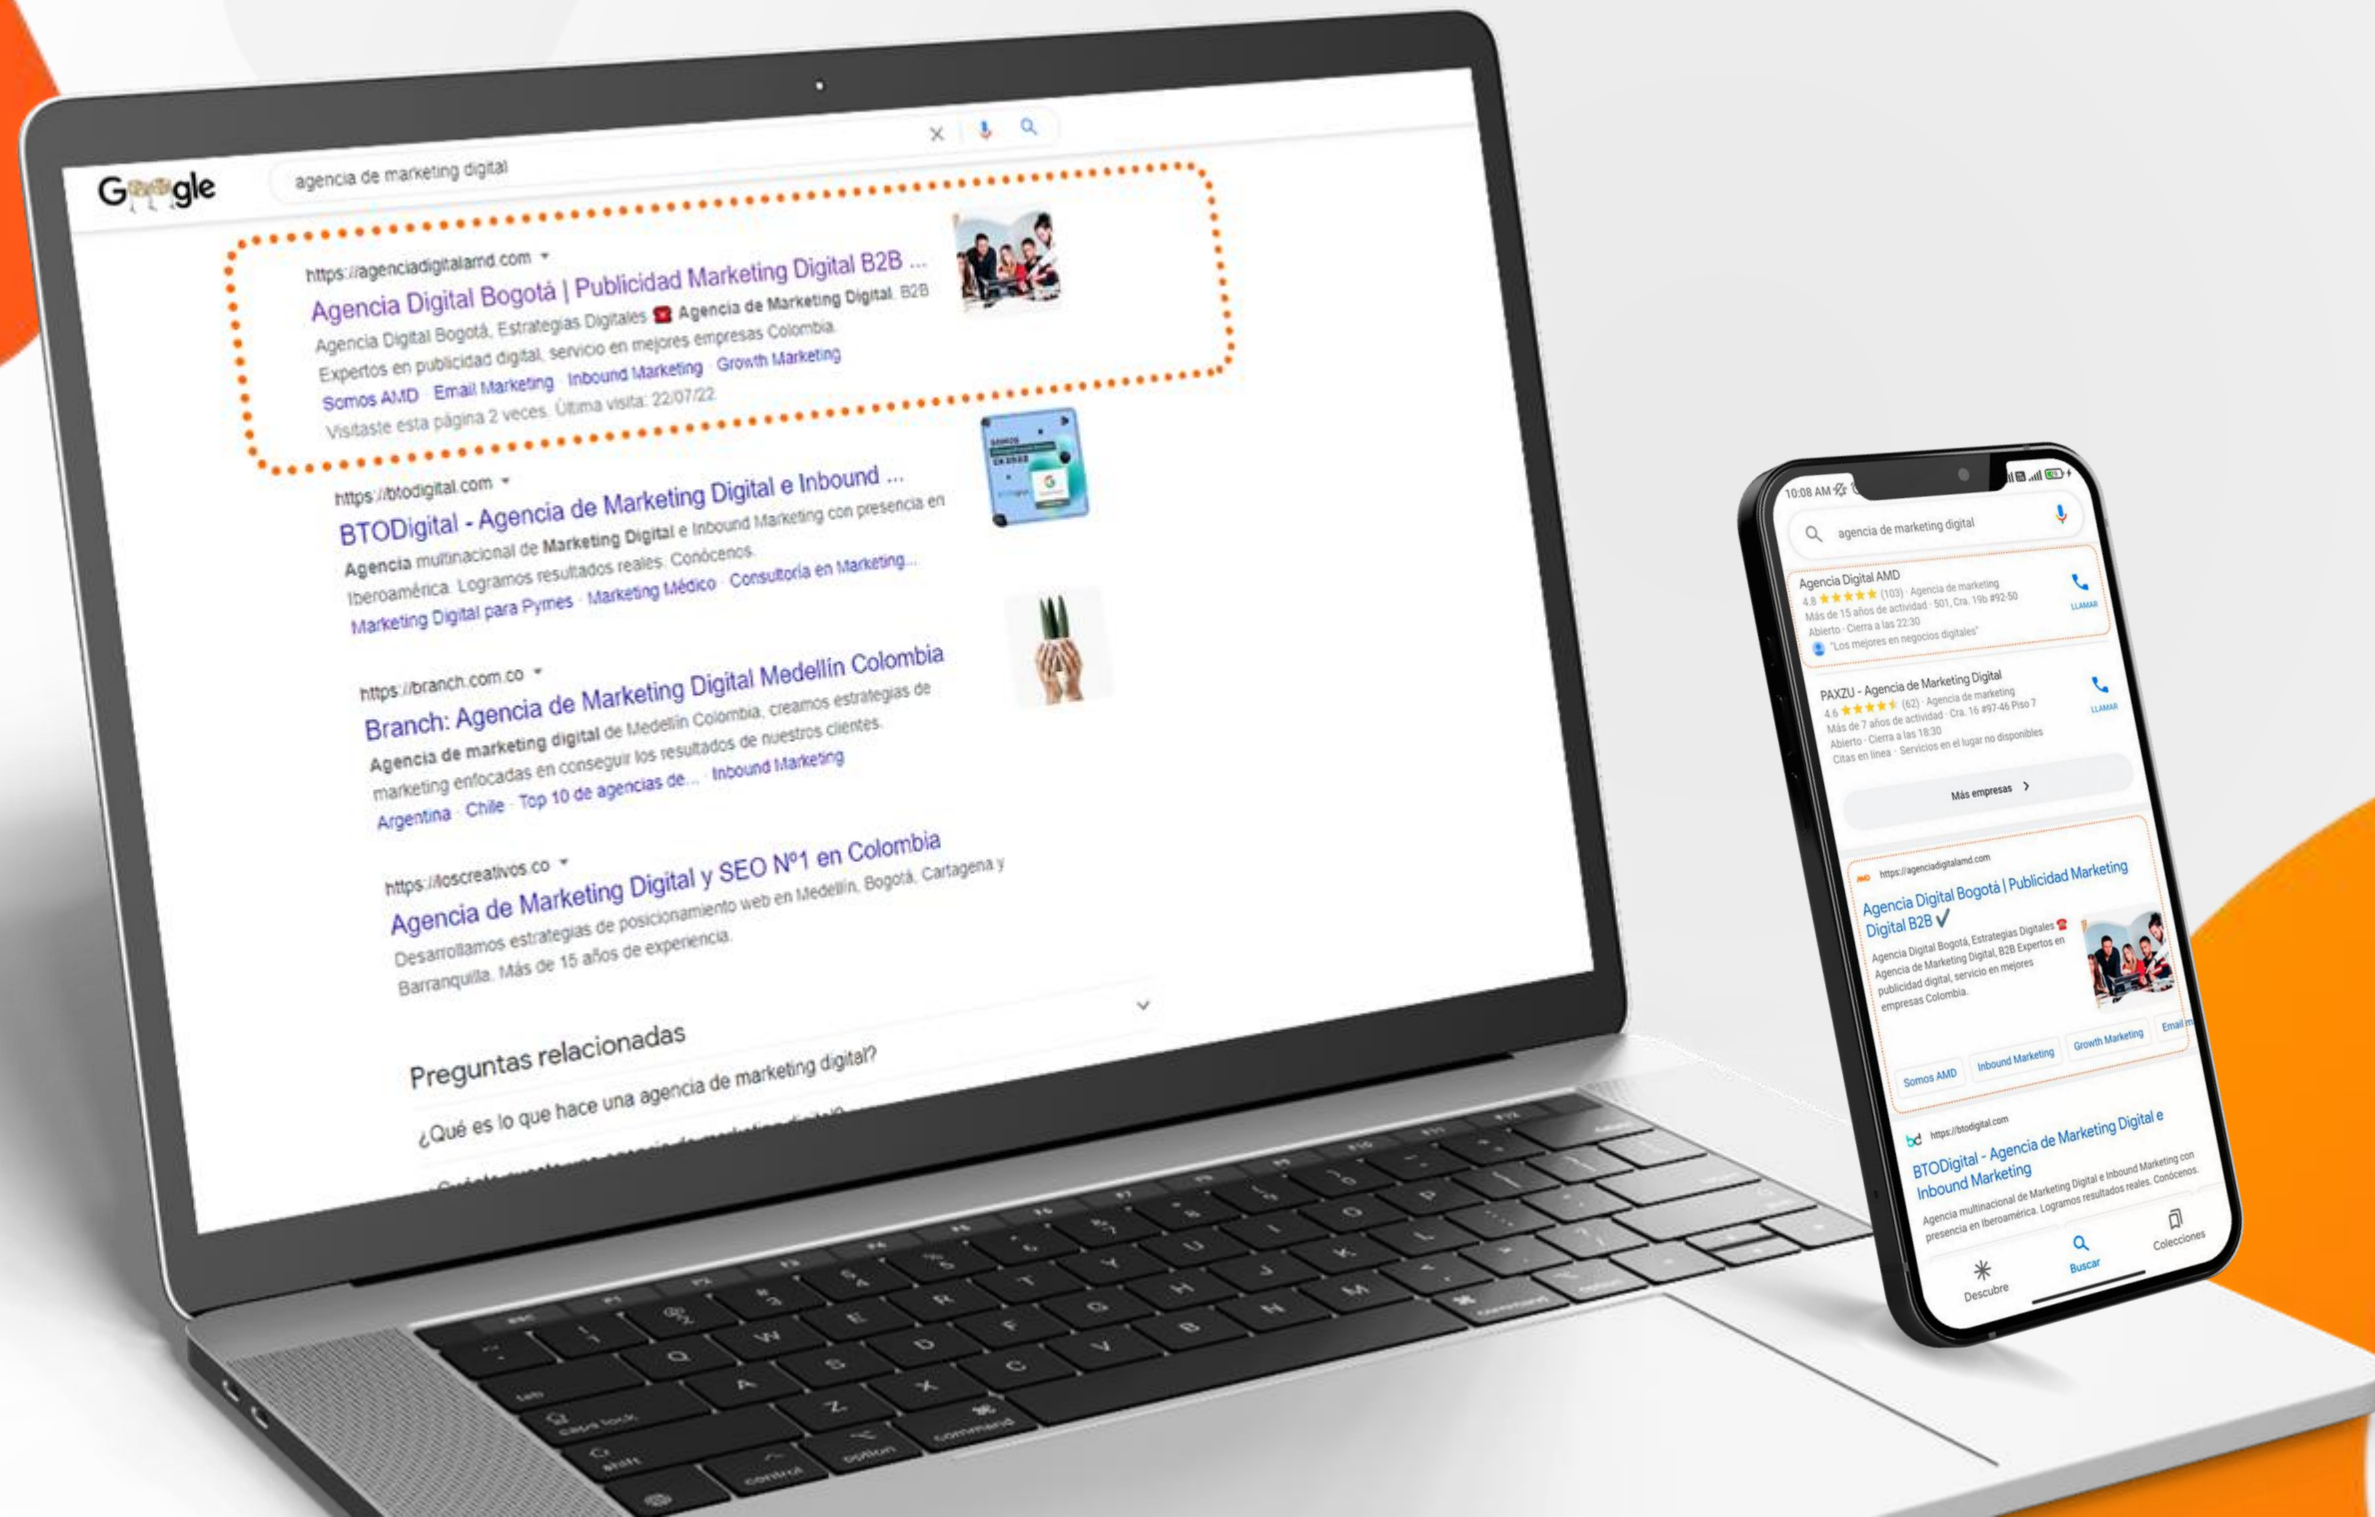 Google
agencia de marketing digital
https://agenciadigitalamd.com
Agencia Digital Bogotá | Publicidad Marketing Digital B2B ...
Agencia Digital Bogotá, Estrategias Digitales ☎ Agencia de Marketing Digital, B2B
Expertos en publicidad digital, servicio en mejores empresas Colombia.
Somos AMD · Email Marketing · Inbound Marketing · Growth Marketing
Visitaste esta página 2 veces. Última visita: 22/07/22
https://btodigital.com
BTODigital - Agencia de Marketing Digital e Inbound ...
Agencia multinacional de Marketing Digital e Inbound Marketing con presencia en
Iberoamérica. Logramos resultados reales. Conócenos.
Marketing Digital para Pymes · Marketing Médico · Consultoría en Marketing...
https://branch.com.co
Branch: Agencia de Marketing Digital Medellín Colombia
Agencia de marketing digital de Medellín Colombia, creamos estrategias de
marketing enfocadas en conseguir los resultados de nuestros clientes.
Argentina · Chile · Top 10 de agencias de... · Inbound Marketing
https://loscreativos.co
Agencia de Marketing Digital y SEO Nº1 en Colombia
Desarrollamos estrategias de posicionamiento web en Medellín, Bogotá, Cartagena y
Barranquilla. Más de 15 años de experiencia.
Preguntas relacionadas
¿Qué es lo que hace una agencia de marketing digital?
10:08 AM
agencia de marketing digital
Agencia Digital AMD
4.8 ★★★★★ (103) · Agencia de marketing
Más de 15 años de actividad · 501, Cra. 19b #92-50
Abierto · Cierra a las 22:30
"Los mejores en negocios digitales"
LLAMAR
PAXZU - Agencia de Marketing Digital
4.6 ★★★★★ (62) · Agencia de marketing
Más de 7 años de actividad · Cra. 16 #97-46 Piso 7
Abierto · Cierra a las 18:30
Citas en línea · Servicios en el lugar no disponibles
LLAMAR
Más empresas >
AMD https://agenciadigitalamd.com
Agencia Digital Bogotá | Publicidad Marketing
Digital B2B ✔
Agencia Digital Bogotá, Estrategias Digitales ☎
Agencia de Marketing Digital, B2B Expertos en
publicidad digital, servicio en mejores
empresas Colombia.
Somos AMD
Inbound Marketing
Growth Marketing
Email m
bd https://btodigital.com
BTODigital - Agencia de Marketing Digital e
Inbound Marketing
Agencia multinacional de Marketing Digital e Inbound Marketing con
presencia en Iberoamérica. Logramos resultados reales. Conócenos.
Descubre
Buscar
Colecciones
tab
caps lock
shift
control
option
command
command
option